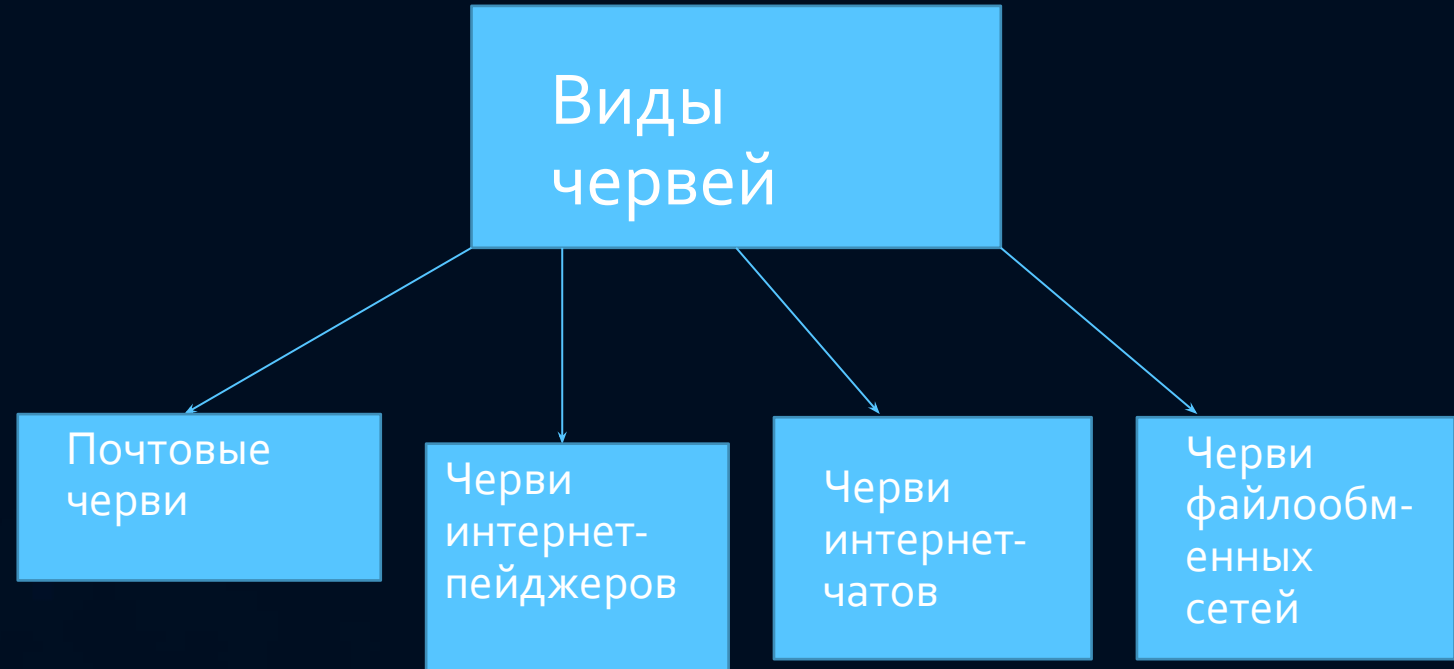 Виды
червей
Почтовые
черви
Черви
интернет-
пейджеров
Черви
интернет-
чатов
Черви
файлообм-
енных
сетей